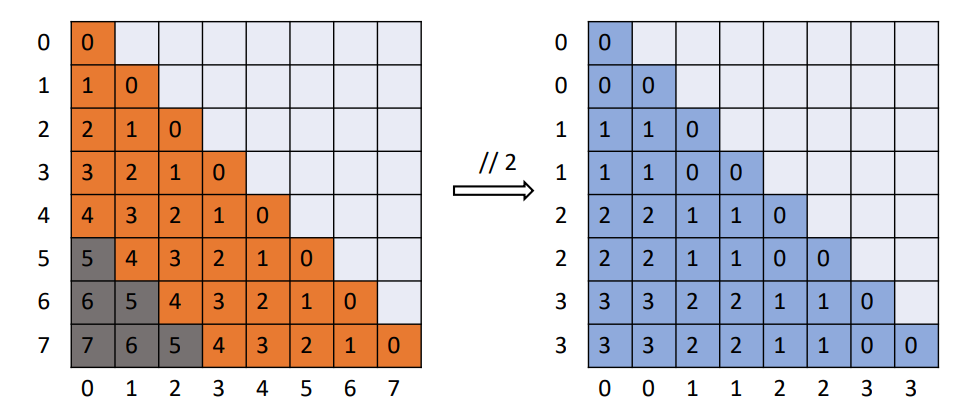 0 0 0 0
1 1 0 0 0 0
2 2 1 0 1 1 1 0
// 2
3 3 2 1 0 1 1 1 0 0
4 4 3 2 1 0 2 2 2 1 1 0
5 5 4 3 2 1 0 2 2 2 1 1 0 0
6 6 5 4 3 2 1 0 3 3 3 2 2 1 1 0
7 7 6 5 4 3 2 1 0 3 3 3 2 2 1 1 0 0
0 1 2 3 4 5 6 7 0 0 1 1 2 2 3 3